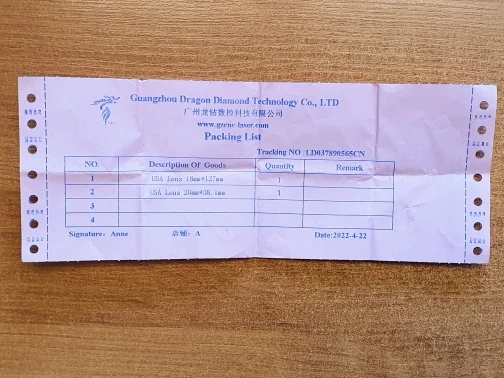 Guangzhou Dragon Diamond Technology Co., LTD
广州龙钻数控科技有限公司
www.gzcnc-laser.com
Packing List
Tracking NO :LD037890565CN
NO. Description Of Goods Quantity Remark
1 USA Lens 18mm*127mm 1
2 USA Lens 20mm*38.1mm 1
3
4
Signature: Anne 店铺: A Date:2022-4-22